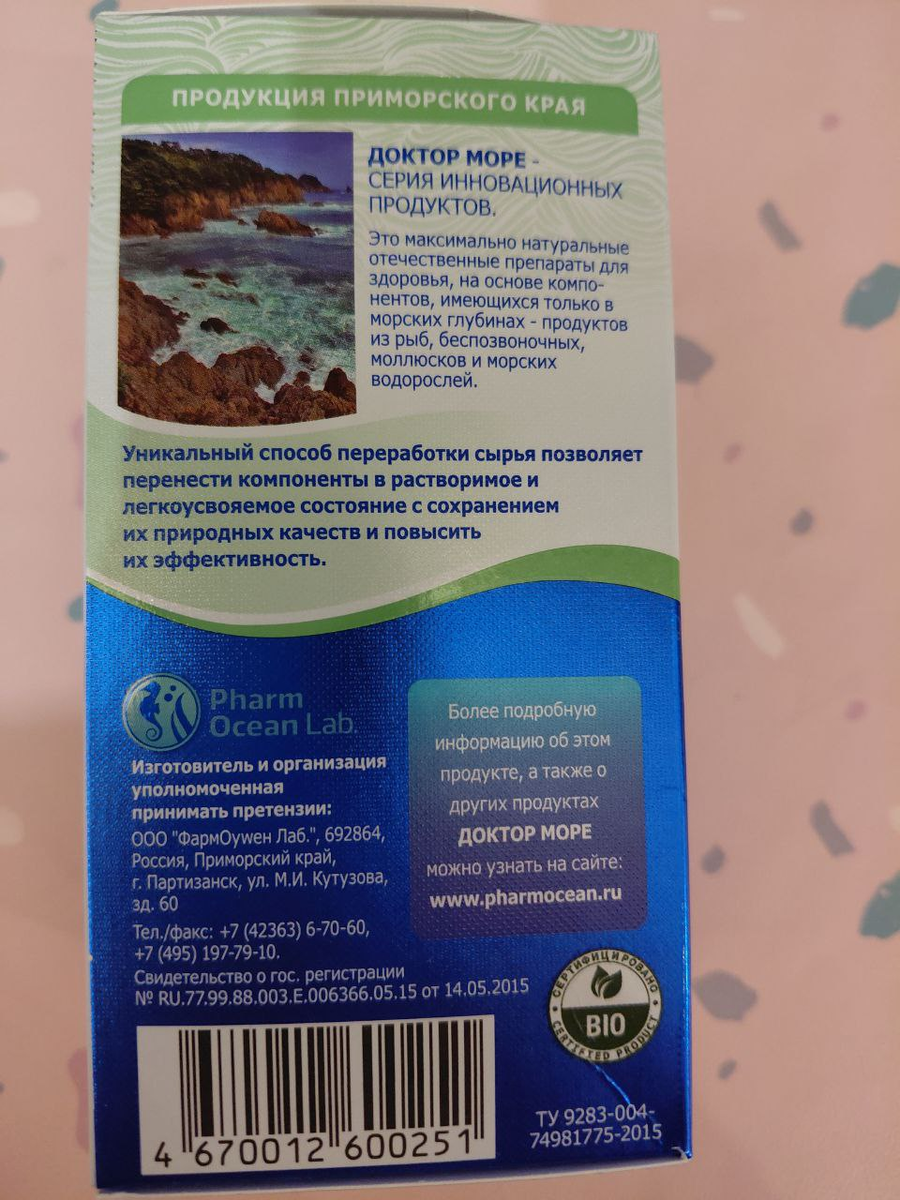 ПРОДУКЦИЯ ПРИМОРСКОГО КРАЯ
ДОКТОР МОРЕ -
СЕРИЯ ИННОВАЦИОННЫХ
ПРОДУКТОВ.
Это максимально натуральные
отечественные препараты для
здоровья, на основе компо-
нентов, имеющихся только в
морских глубинах - продуктов
из рыб, беспозвоночных,
моллюсков и морских
водорослей.
Уникальный способ переработки сырья позволяет
перенести компоненты в растворимое и
легкоусвояемое состояние с сохранением
их природных качеств и повысить
их эффективность.
Pharm
Ocean Lab.
Изготовитель и организация
уполномоченная
принимать претензии:
ООО "ФармОушен Лаб.", 692864,
Россия, Приморский край,
г. Партизанск, ул. М.И. Кутузова,
зд. 60
Тел./факс: +7 (42363) 6-70-60,
+7 (495) 197-79-10.
Свидетельство о гос. регистрации
№ RU.77.99.88.003.Е.006366.05.15 от 14.05.2015
Более подробную
информацию об этом
продукте, а также о
других продуктах
ДОКТОР МОРЕ
можно узнать на сайте:
www.pharmocean.ru
СЕРТИФИЦИРОВАНО
BIO
CERTIFIED PRODUCT
ТУ 9283-004-
74981775-2015
4 670012 600251